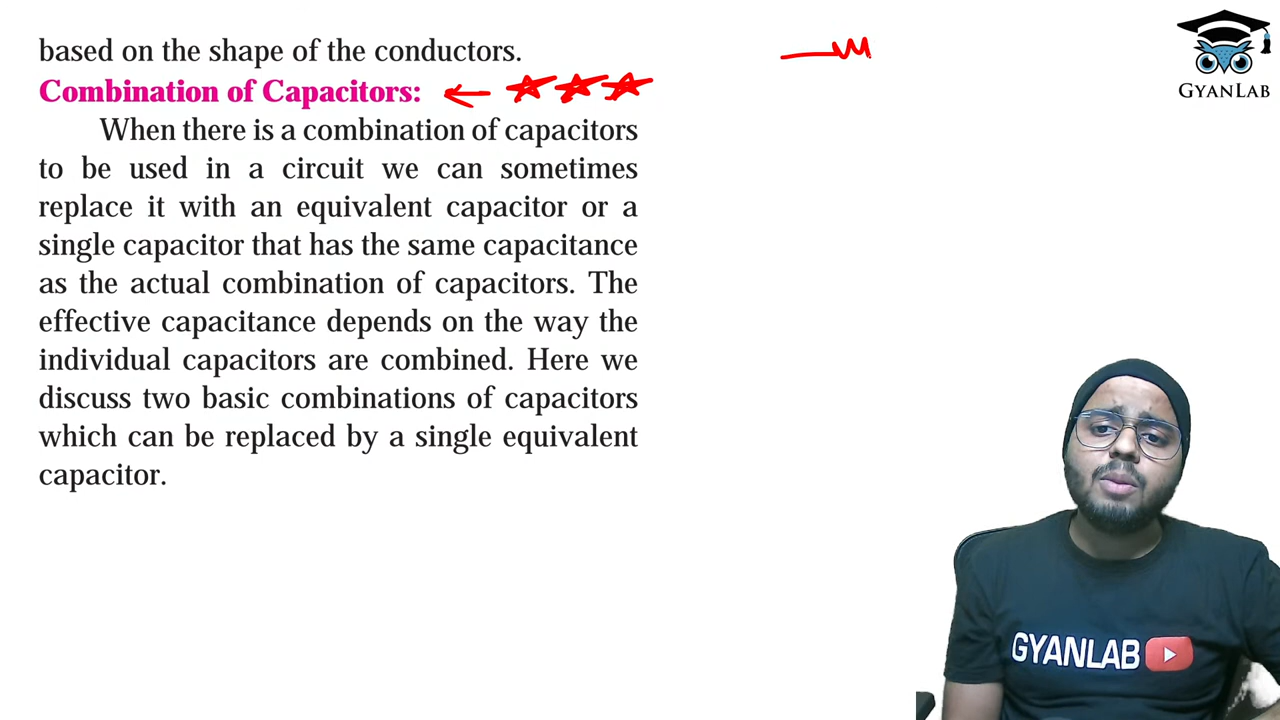 based on the shape of the conductors.
Combination of Capacitors:
When there is a combination of capacitors
to be used in a circuit we can sometimes
replace it with an equivalent capacitor or a
single capacitor that has the same capacitance
as the actual combination of capacitors. The
effective capacitance depends on the way the
individual capacitors are combined. Here we
discuss two basic combinations of capacitors
which can be replaced by a single equivalent
capacitor.
GYANLAB
GYANLAB